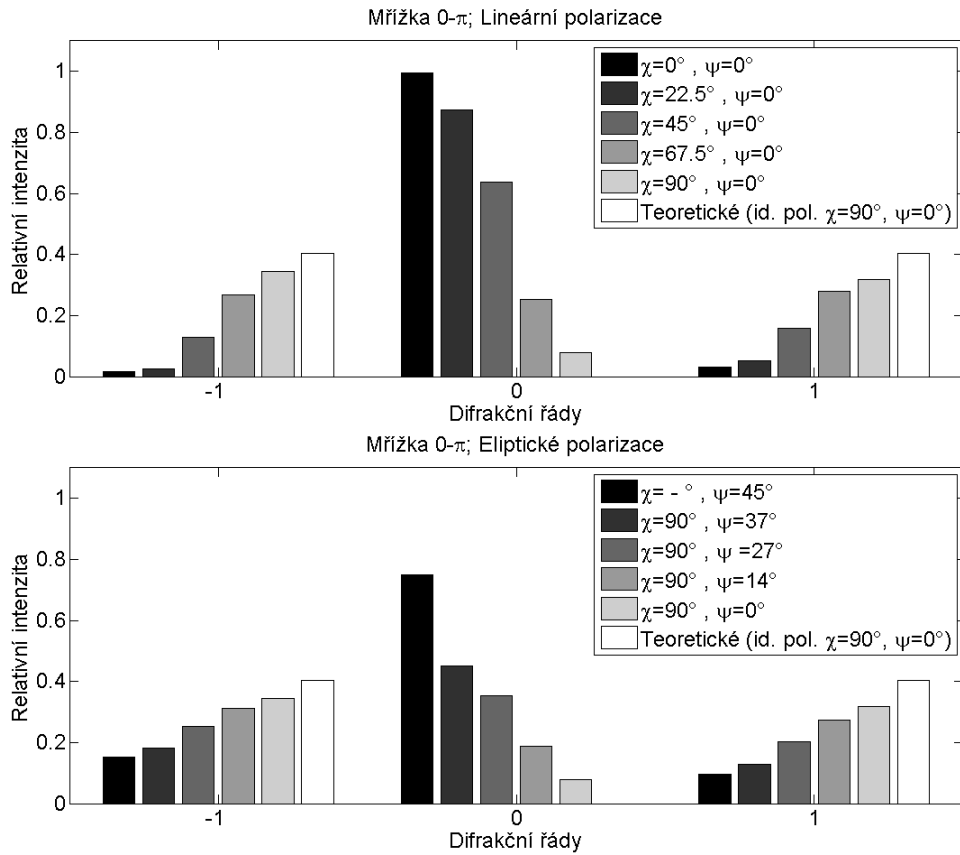 Mřížka 0-π; Lineární polarizace
Relativní intenzita
1
0.8
0.6
0.4
0.2
0
χ=0° , ψ=0°
χ=22.5° , ψ=0°
χ=45° , ψ=0°
χ=67.5° , ψ=0°
χ=90° , ψ=0°
Teoretické (id. pol. χ=90°, ψ=0°)
-1 0 1
Difrakční řády
Mřížka 0-π; Eliptické polarizace
Relativní intenzita
1
0.8
0.6
0.4
0.2
0
χ= - ° , ψ=45°
χ=90° , ψ=37°
χ=90° , ψ =27°
χ=90° , ψ=14°
χ=90° , ψ=0°
Teoretické (id. pol. χ=90°, ψ=0°)
-1 0 1
Difrakční řády